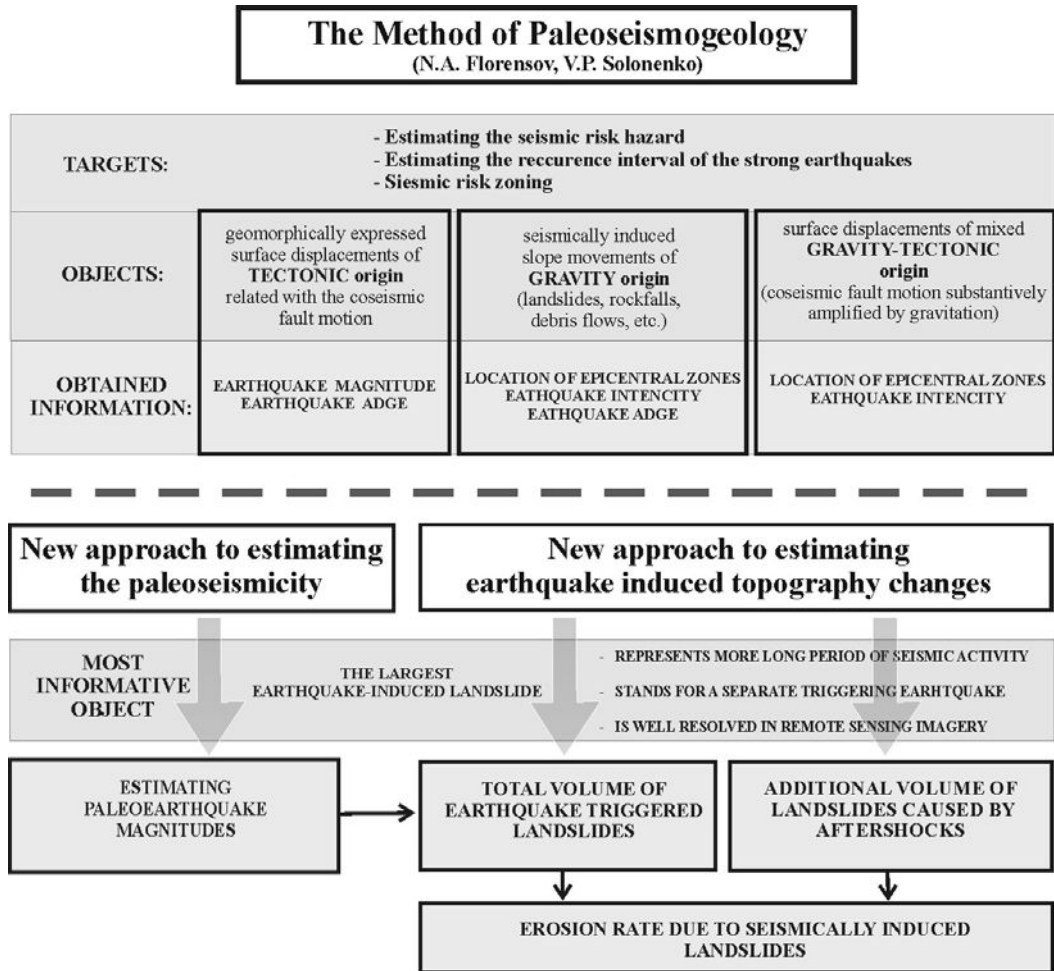 The Method of Paleoseismogeology
(N.A. Florensov, V.P. Solonenko)
TARGETS:
- Estimating the seismic risk hazard
- Estimating the reccurence interval of the strong earthquakes
- Siesmic risk zoning
OBJECTS:
geomorphically expressed
surface displacements of
TECTONIC origin
related with the coseismic
fault motion
seismically induced
slope movements of
GRAVITY origin
(landslides, rockfalls,
debris flows, etc.)
surface displacements of mixed
GRAVITY-TECTONIC
origin
(coseismic fault motion substantively
amplified by gravitation)
OBTAINED
INFORMATION:
EARTHQUAKE MAGNITUDE
EARTHQUAKE ADGE
LOCATION OF EPICENTRAL ZONES
EATHQUAKE INTENCITY
EATHQUAKE ADGE
LOCATION OF EPICENTRAL ZONES
EATHQUAKE INTENCITY
New approach to estimating
the paleoseismicity
New approach to estimating
earthquake induced topography changes
MOST
INFORMATIVE
OBJECT
THE LARGEST
EARTHQUAKE-INDUCED LANDSLIDE
- REPRESENTS MORE LONG PERIOD OF SEISMIC ACTIVITY
- STANDS FOR A SEPARATE TRIGGERING EARHTQUAKE
- IS WELL RESOLVED IN REMOTE SENSING IMAGERY
ESTIMATING
PALEOEARTHQUAKE
MAGNITUDES
TOTAL VOLUME OF
EARTHQUAKE TRIGGERED
LANDSLIDES
ADDITIONAL VOLUME OF
LANDSLIDES CAUSED BY
AFTERSHOCKS
EROSION RATE DUE TO SEISMICALLY INDUCED
LANDSLIDES